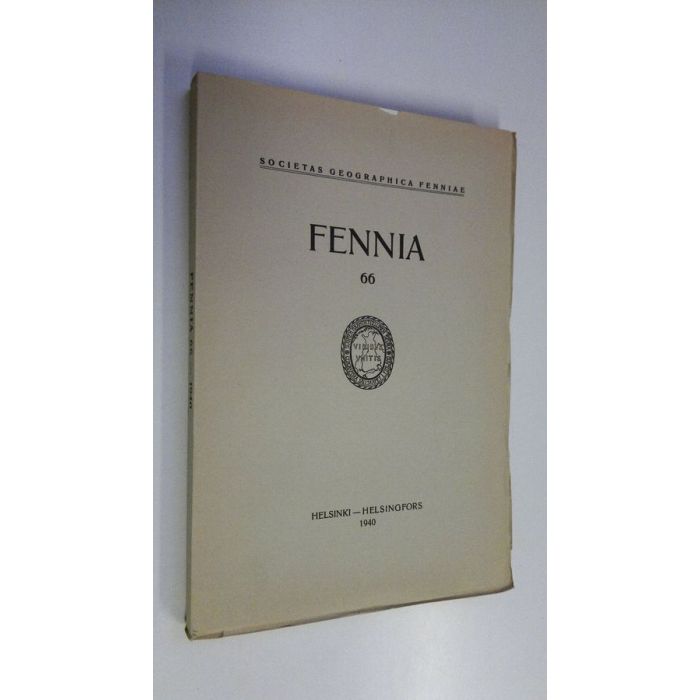 SOCIETAS GEOGRAPHICA FENNIAE
FENNIA
66
VIRIBUS
UNITIS
HELSINKI — HELSINGFORS
1940
FENNIA 66 1940